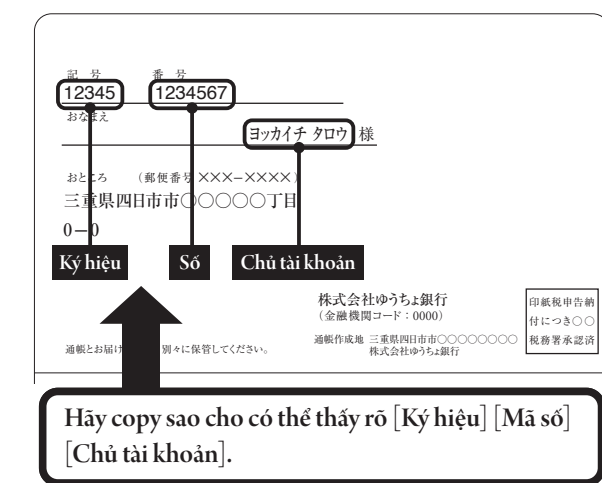 記 号 番 号
12345 1234567
おなまえ
ヨッカイチ タロウ 様
おところ (郵便番号 ×××−××××)
三重県四日市市○○○○○丁目
0−0
Ký hiệu Số Chủ tài khoản
株式会社ゆうちょ銀行
(金融機関コード：0000)
印紙税申告納
付につき○○
税務署承認済
通帳とお届け 別々に保管してください。
通帳作成地 三重県四日市市○○○○○○○○
株式会社ゆうちょ銀行
Hãy copy sao cho có thể thấy rõ [Ký hiệu] [Mã số]
[Chủ tài khoản].